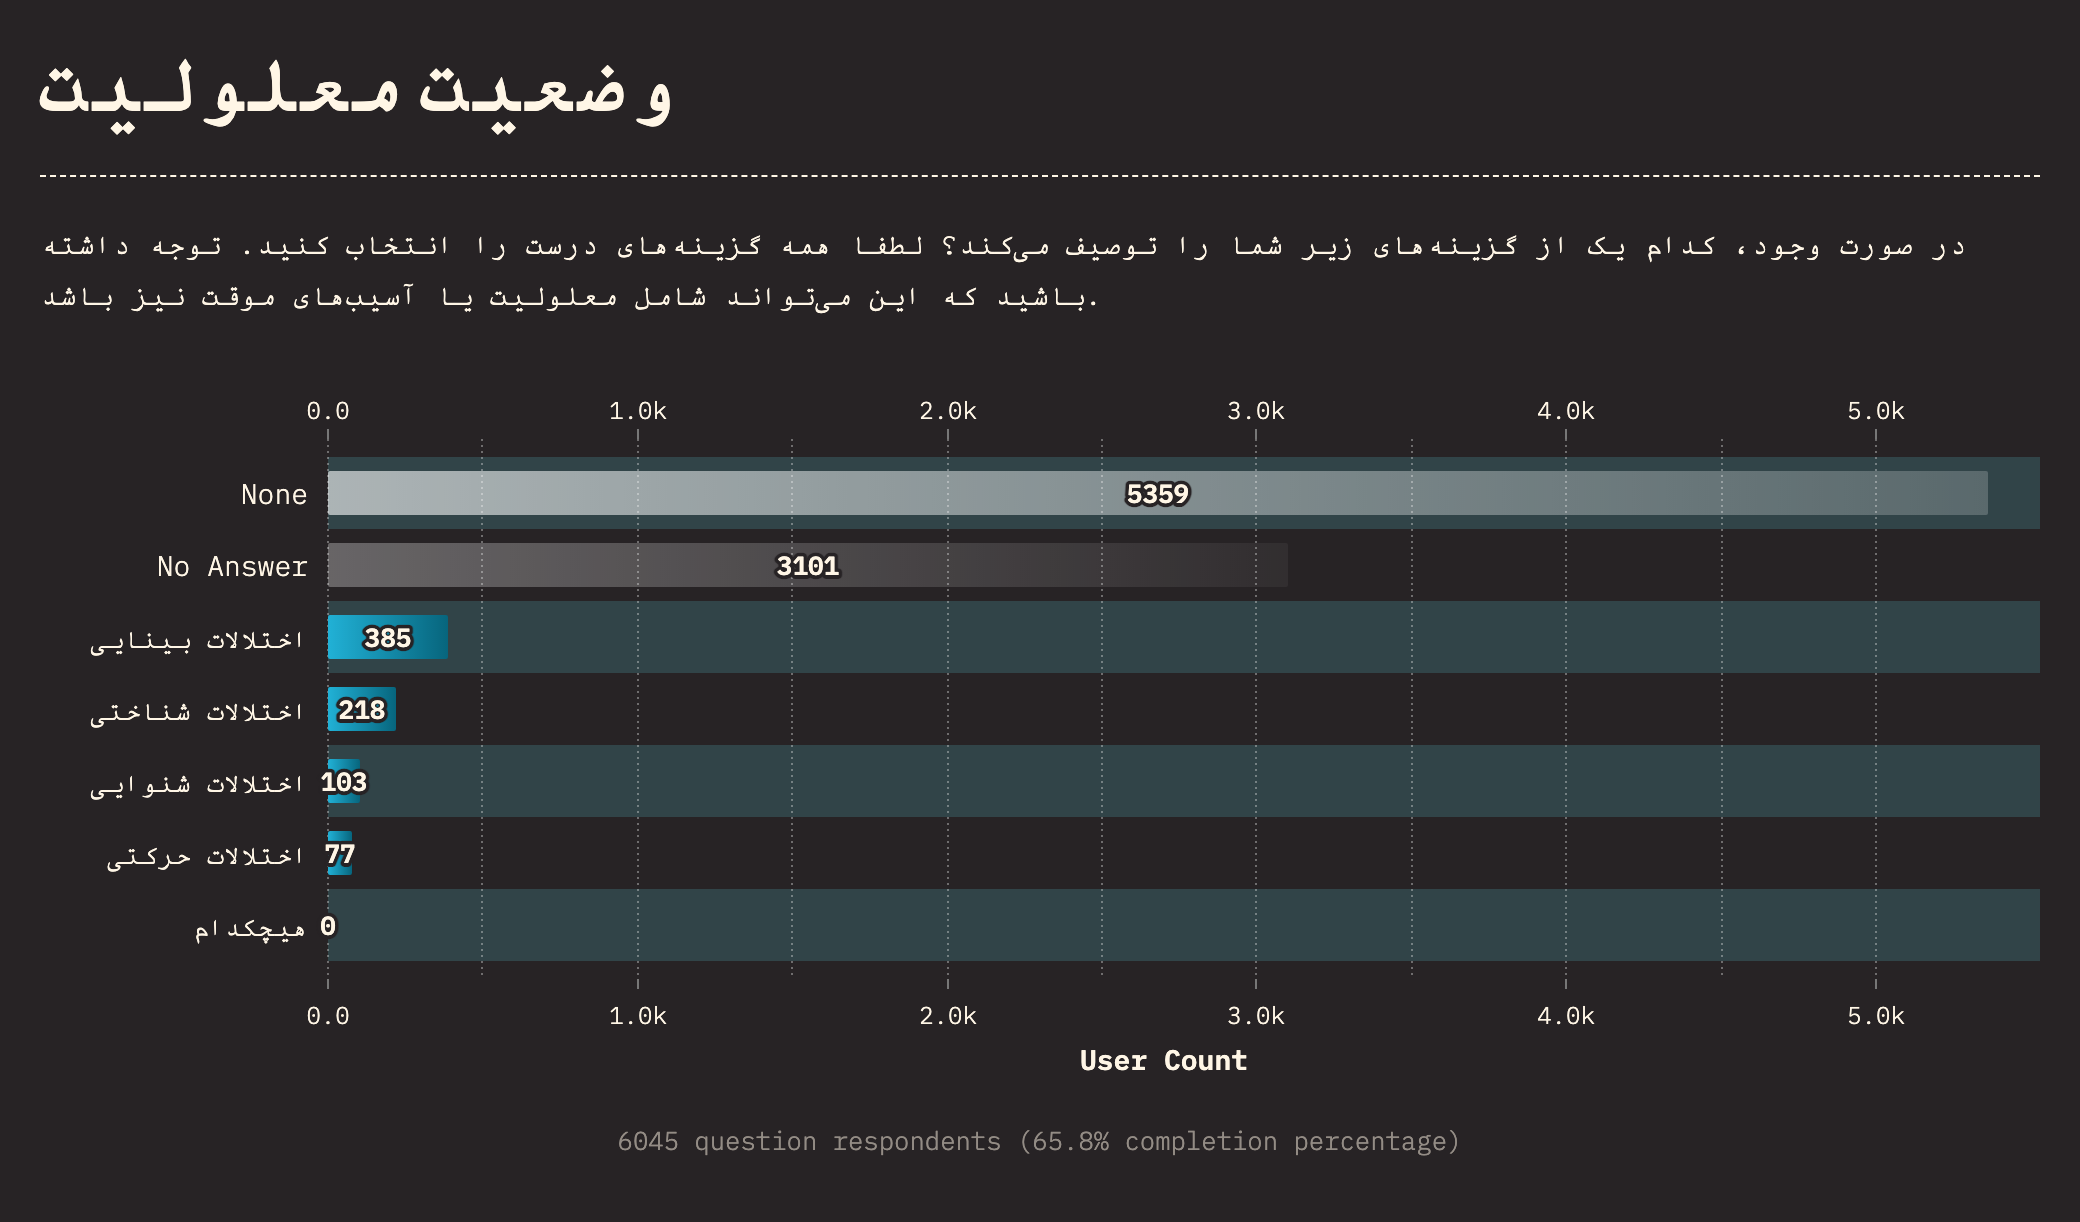 وضعیت معلولیت
در صورت وجود، کدام یک از گزینه‌های زیر شما را توصیف می‌کند؟ لطفا همه گزینه‌های درست را انتخاب کنید. توجه داشته
باشید که این می‌تواند شامل معلولیت یا آسیب‌های موقت نیز باشد.
0.0 1.0k 2.0k 3.0k 4.0k 5.0k
None 5359
No Answer 3101
اختلالات بینایی 385
اختلالات شناختی 218
اختلالات شنوایی 103
اختلالات حرکتی 77
هیچکدام 0
0.0 1.0k 2.0k 3.0k 4.0k 5.0k
User Count
6045 question respondents (65.8% completion percentage)